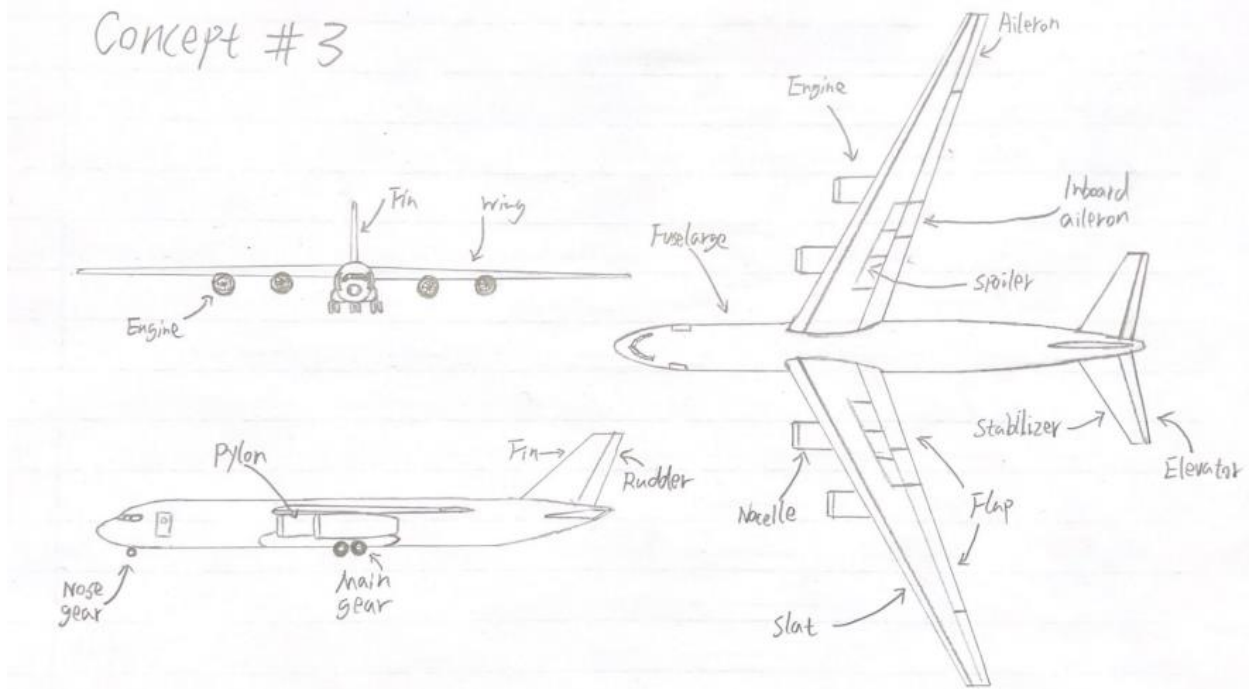 Concept #3
Fin
wing
Engine
Pylon
Fin
Rudder
Nose
gear
Main
gear
Aileron
Engine
Inboard
aileron
Fuselarge
spoiler
Stabilizer
Elevator
Nacelle
Flap
Slat